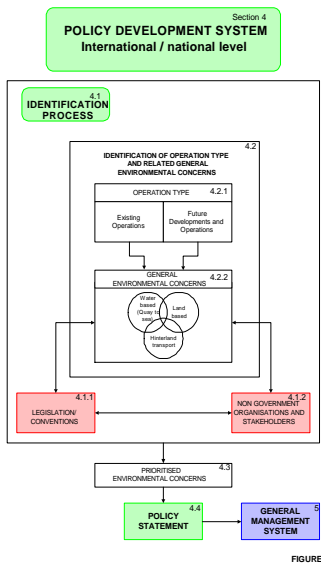 Section 4
POLICY DEVELOPMENT SYSTEM
International / national level
4.1
IDENTIFICATION
PROCESS
4.2
IDENTIFICATION OF OPERATION TYPE
AND RELATED GENERAL
ENVIRONMENTAL CONCERNS
OPERATION TYPE
4.2.1
Existing
Operations
Future
Developments and
Operations
GENERAL
ENVIRONMENTAL CONCERNS
4.2.2
Water
based
(Quay to
sea)
Land
based
Hinterland
transport
4.1.1
LEGISLATION/
CONVENTIONS
4.1.2
NON GOVERNMENT
ORGANISATIONS AND
STAKEHOLDERS
4.3
PRIORITISED
ENVIRONMENTAL CONCERNS
4.4
POLICY
STATEMENT
5
GENERAL
MANAGEMENT
SYSTEM
FIGURE